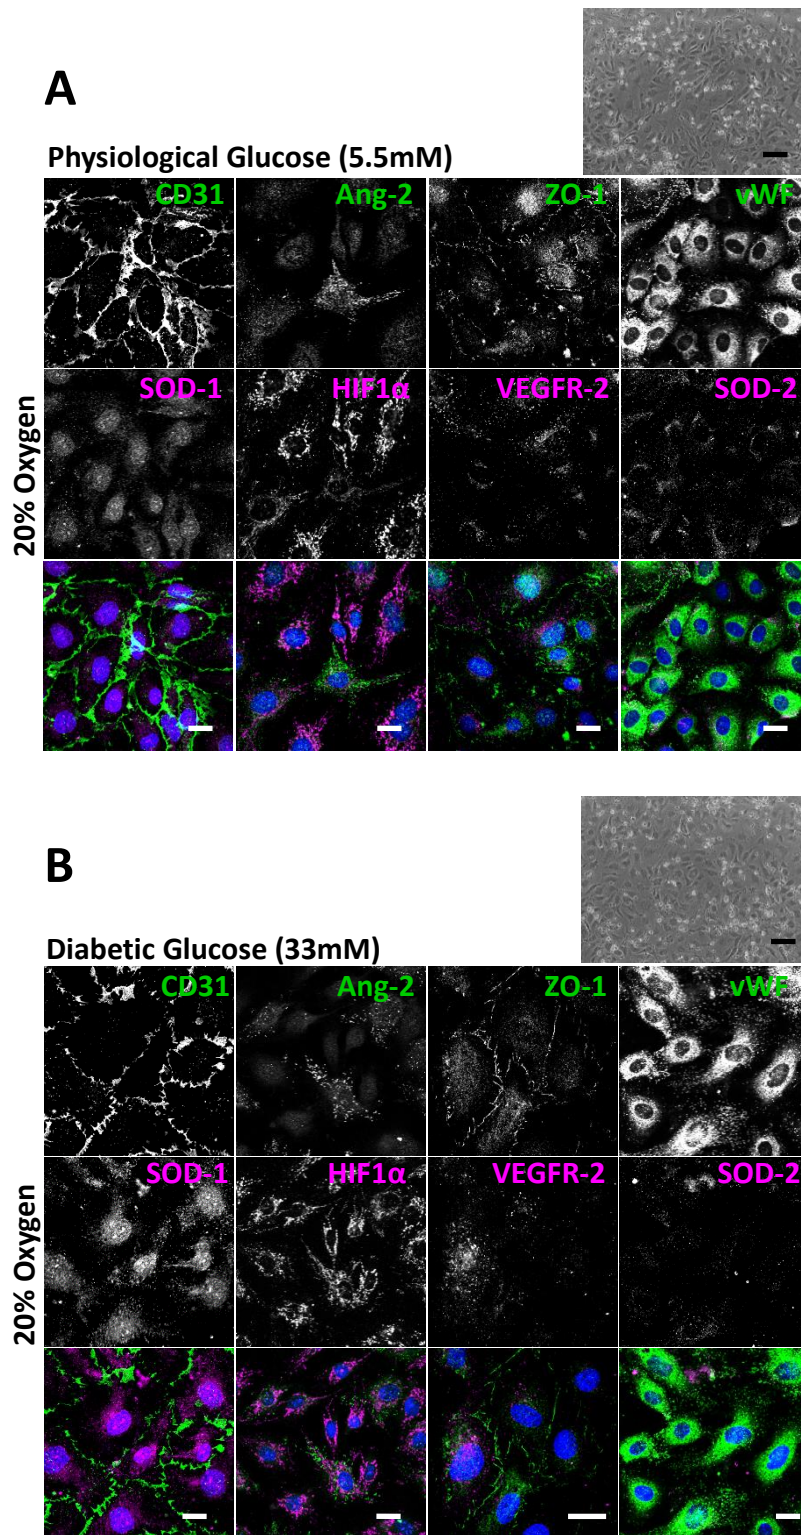 A
Physiological Glucose (5.5mM)
CD31 Ang-2 ZO-1 vWF
20% Oxygen
SOD-1 HIF1α VEGFR-2 SOD-2
B
Diabetic Glucose (33mM)
CD31 Ang-2 ZO-1 vWF
20% Oxygen
SOD-1 HIF1α VEGFR-2 SOD-2